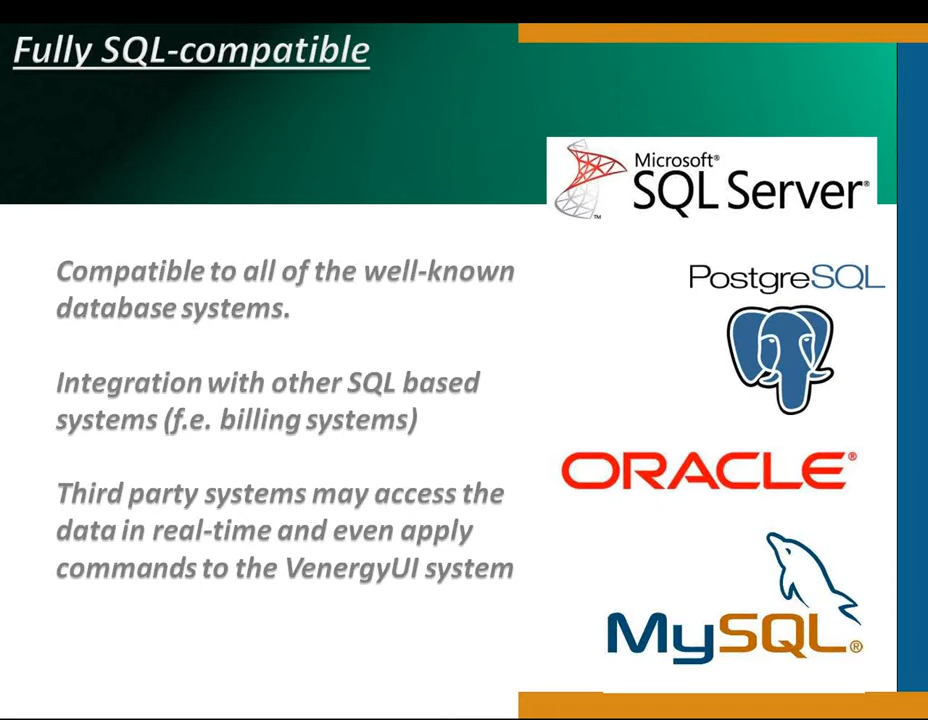 Fully SQL-compatible
Microsoft®
SQL Server®
™
Compatible to all of the well-known
database systems.
PostgreSQL
Integration with other SQL based
systems (f.e. billing systems)
ORACLE®
Third party systems may access the
data in real-time and even apply
commands to the VenergyUI system
MySQL®